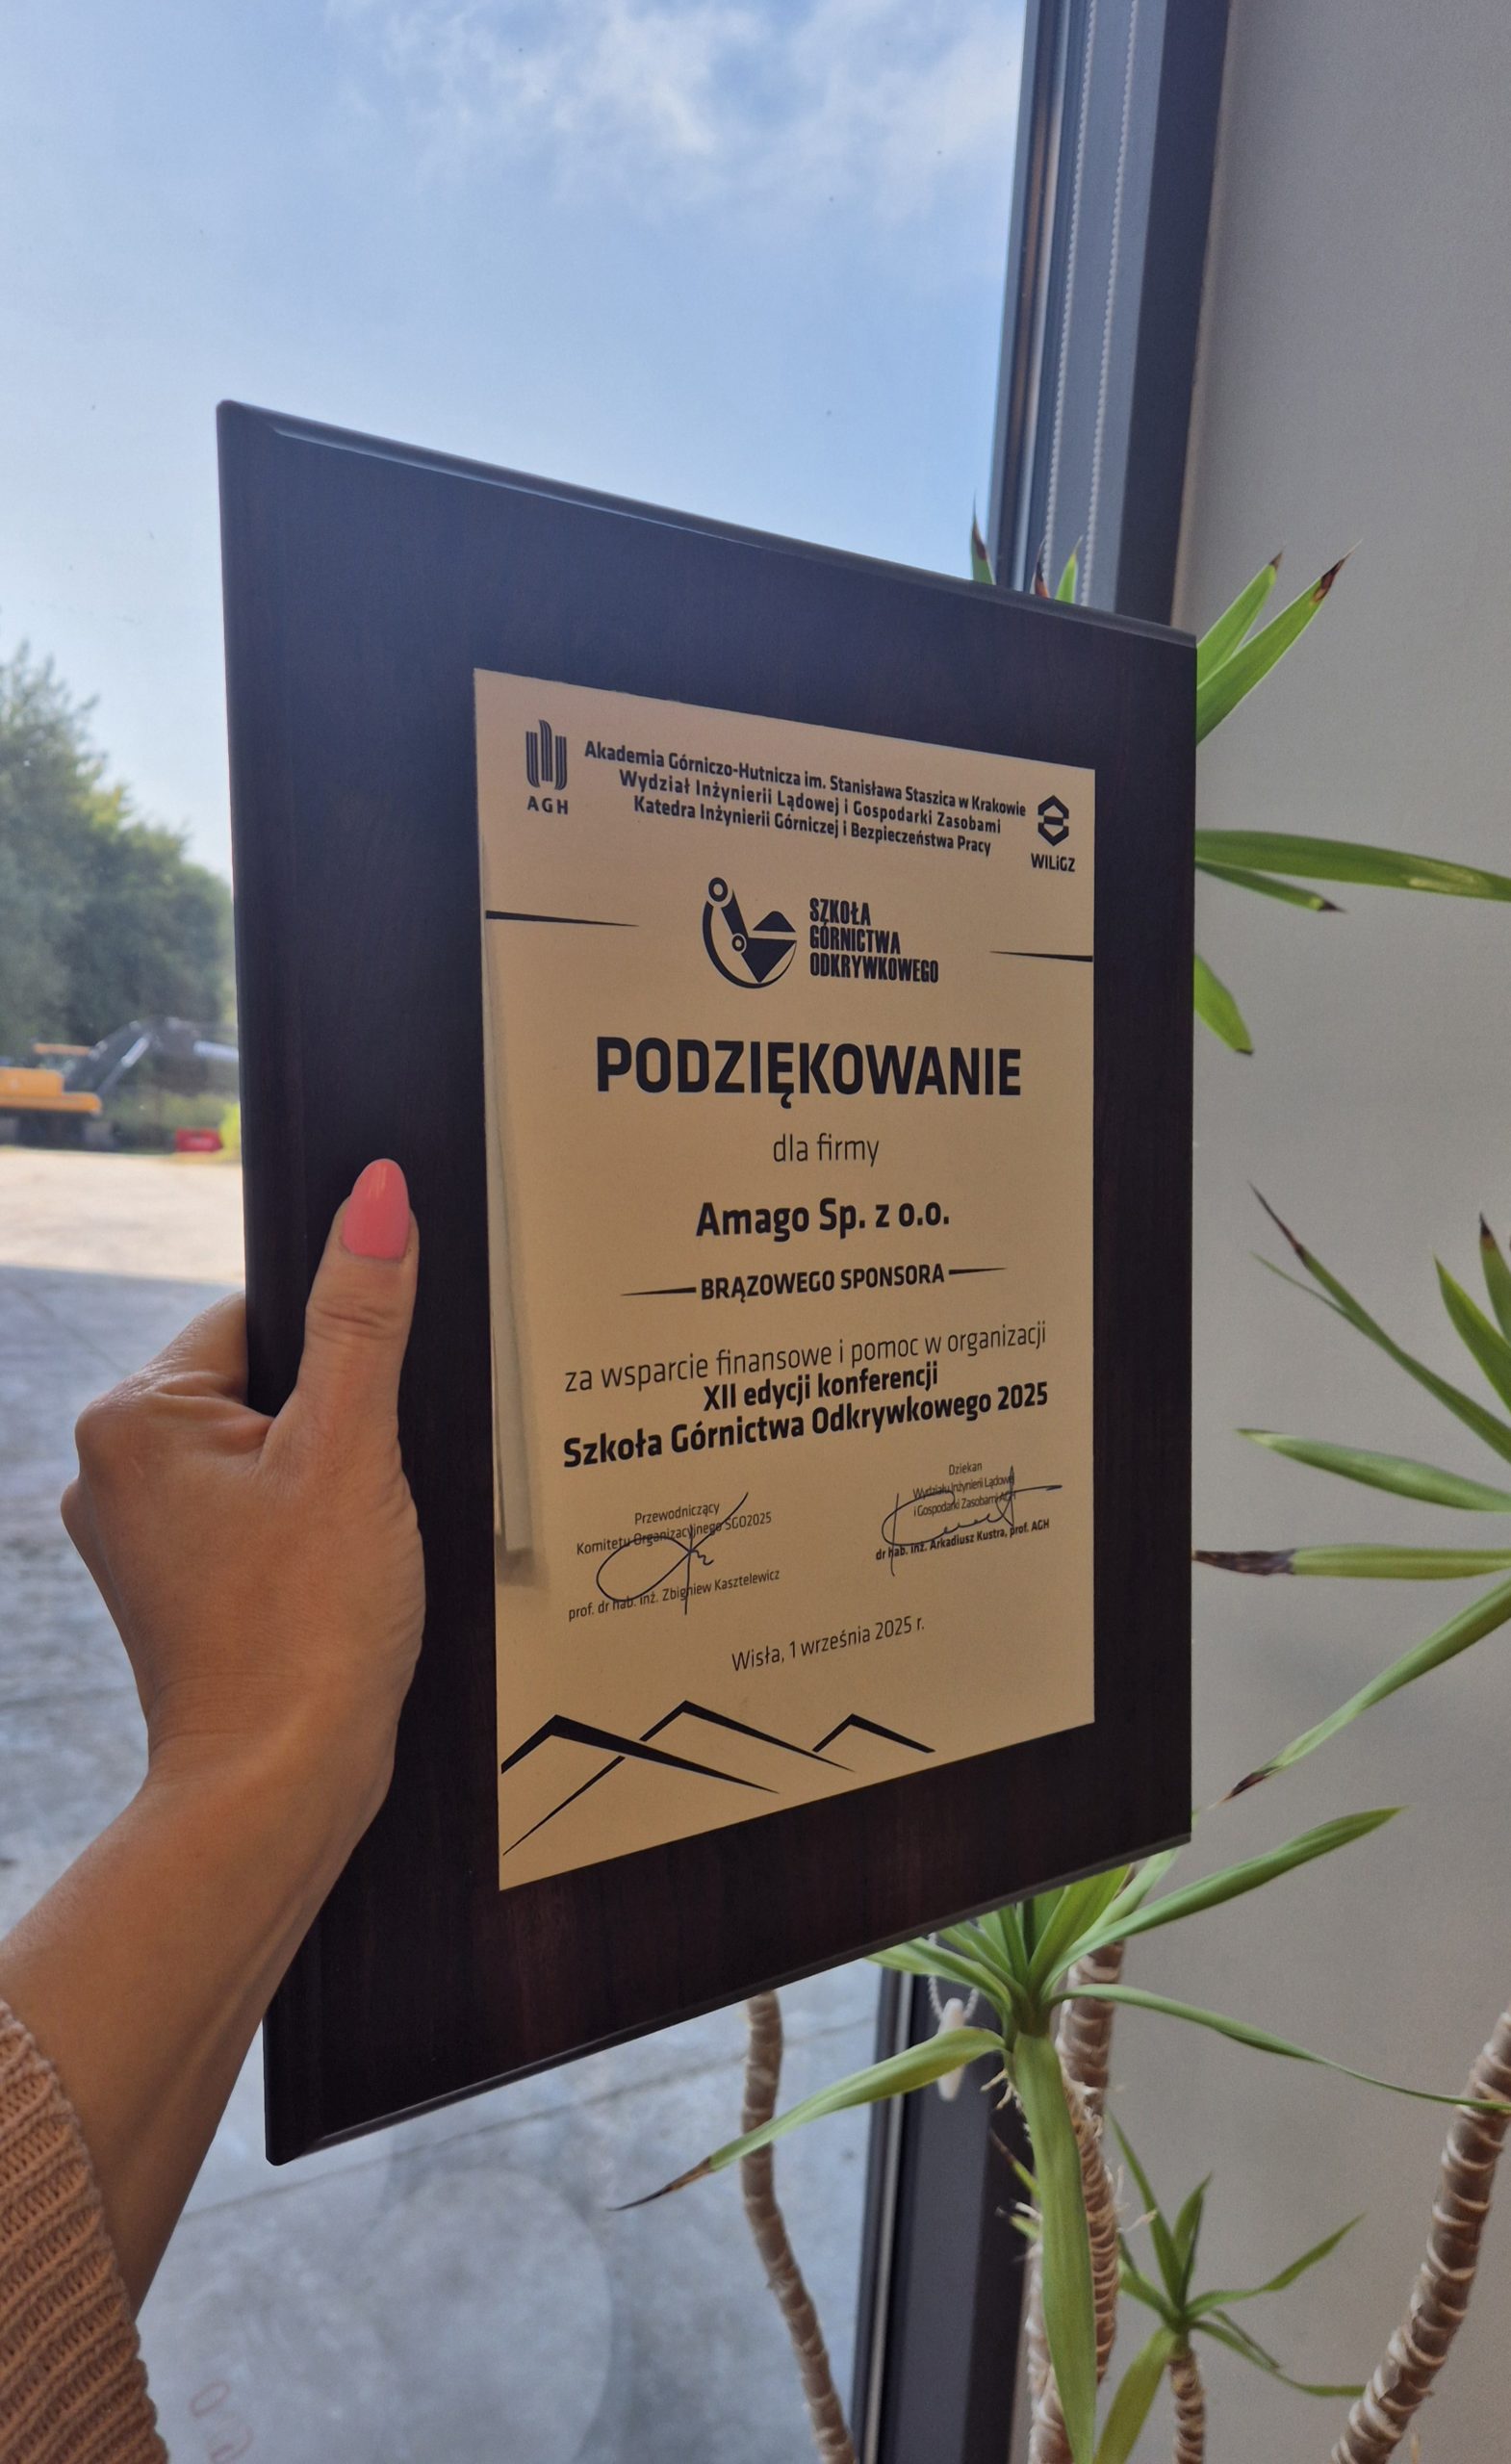 AGH
Akademia Górniczo-Hutnicza im. Stanisława Staszica w Krakowie
Wydział Inżynierii Lądowej i Gospodarki Zasobami
Katedra Inżynierii Górniczej i Bezpieczeństwa Pracy
WILiGZ
SZKOŁA
GÓRNICTWA
ODKRYWKOWEGO
PODZIĘKOWANIE
dla firmy
Amago Sp. z o.o.
BRĄZOWEGO SPONSORA
za wsparcie finansowe i pomoc w organizacji
XII edycji konferencji
Szkoła Górnictwa Odkrywkowego 2025
Przewodniczący
Komitetu Organizacyjnego SGO2025
prof. dr hab. inż. Zbigniew Kasztelewicz
Dziekan
Wydziału Inżynierii Lądowej
i Gospodarki Zasobami AGH
dr hab. inż. Arkadiusz Kustra, prof. AGH
Wisła, 1 września 2025 r.